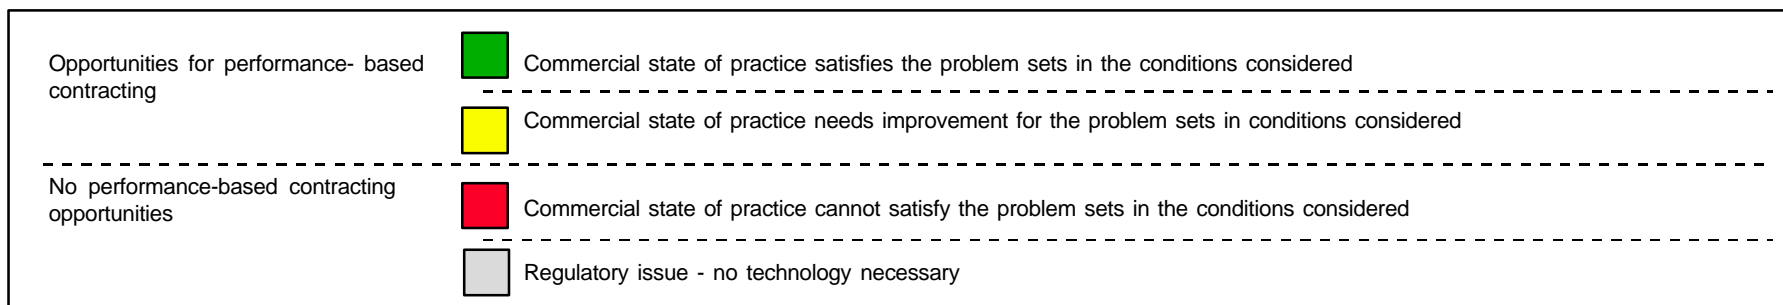 Opportunities for performance- based
contracting
Commercial state of practice satisfies the problem sets in the conditions considered
Commercial state of practice needs improvement for the problem sets in conditions considered
No performance-based contracting
opportunities
Commercial state of practice cannot satisfy the problem sets in the conditions considered
Regulatory issue - no technology necessary